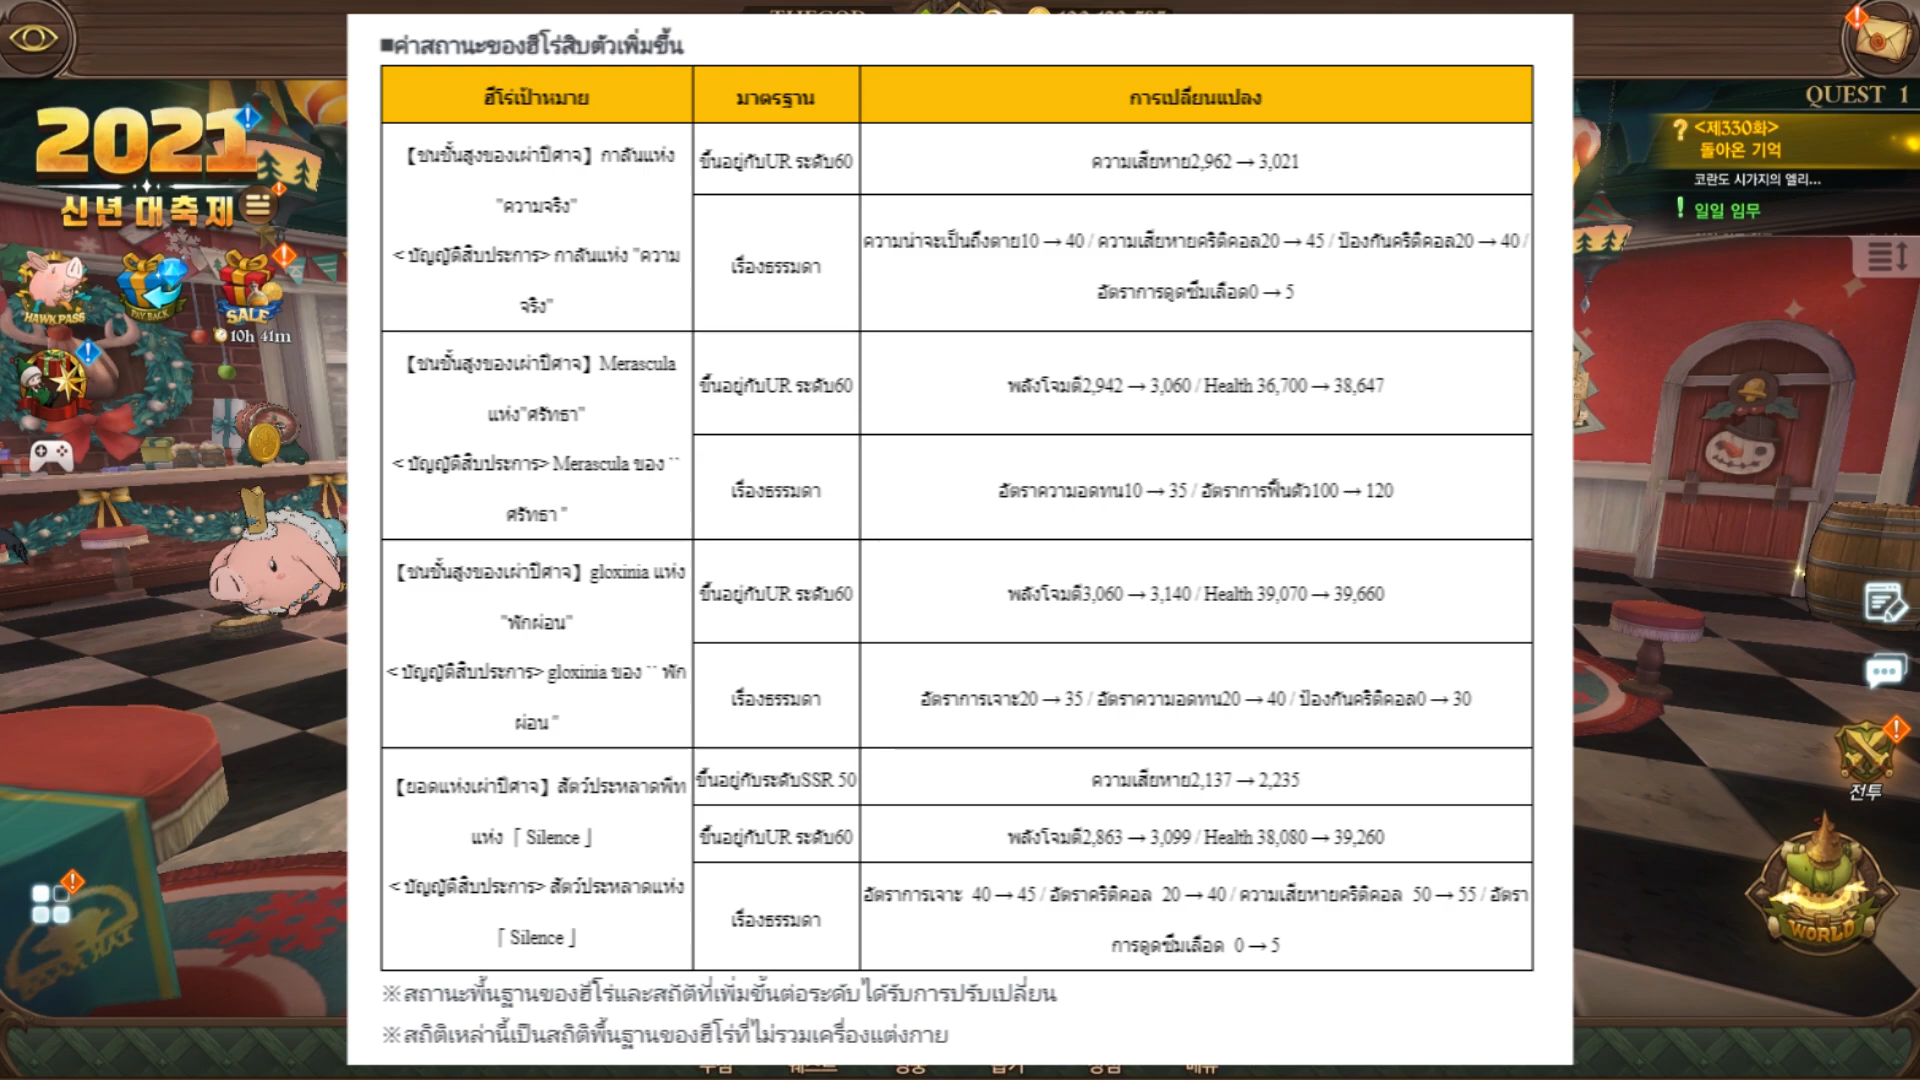 ■ค่าสถานะของฮีโร่สิบตัวเพิ่มขึ้น
ฮีโร่เป้าหมาย
มาตรฐาน
การเปลี่ยนแปลง
【ชนชั้นสูงของเผ่าปีศาจ】กาลันแห่ง
"ความจริง"
< บัญญัติสิบประการ> กาลันแห่ง "ความ
จริง"
ขึ้นอยู่กับUR ระดับ60
ความเสียหาย2,962 → 3,021
เรื่องธรรมดา
ความน่าจะเป็นถึงตาย10 → 40 / ความเสียหายคริติคอล20 → 45 / ป้องกันคริติคอล20 → 40 /
อัตราการดูดซึมเลือด0 → 5
【ชนชั้นสูงของเผ่าปีศาจ】Merascula
แห่ง"ศรัทธา"
< บัญญัติสิบประการ> Merascula ของ ``
ศรัทธา "
ขึ้นอยู่กับUR ระดับ60
พลังโจมตี2,942 → 3,060 / Health 36,700 → 38,647
เรื่องธรรมดา
อัตราความอดทน10 → 35 / อัตราการฟื้นตัว100 → 120
【ชนชั้นสูงของเผ่าปีศาจ】gloxinia แห่ง
"พักผ่อน"
< บัญญัติสิบประการ> gloxinia ของ `` พัก
ผ่อน "
ขึ้นอยู่กับUR ระดับ60
พลังโจมตี3,060 → 3,140 / Health 39,070 → 39,660
เรื่องธรรมดา
อัตราการเจาะ20 → 35 / อัตราความอดทน20 → 40 / ป้องกันคริติคอล0 → 30
【ยอดแห่งเผ่าปีศาจ】สัตว์ประหลาดพีท
แห่ง「 Silence 」
< บัญญัติสิบประการ> สัตว์ประหลาดแห่ง
「 Silence 」
ขึ้นอยู่กับระดับSSR 50
ความเสียหาย2,137 → 2,235
ขึ้นอยู่กับUR ระดับ60
พลังโจมตี2,863 → 3,099 / Health 38,080 → 39,260
เรื่องธรรมดา
อัตราการเจาะ 40 → 45 / อัตราคริติคอล 20 → 40 / ความเสียหายคริติคอล 50 → 55 / อัตรา
การดูดซึมเลือด 0 → 5
※สถานะพื้นฐานของฮีโร่และสถิติที่เพิ่มขึ้นต่อระดับได้รับการปรับเปลี่ยน
※สถิติเหล่านี้เป็นสถิติพื้นฐานของฮีโร่ที่ไม่รวมเครื่องแต่งกาย
2021
신년 대축제
HAWK PASS
PAY BACK
SALE
10h 41m
QUEST 1
<제330화>
돌아온 기억
코란도 시가지의 엘리...
일일 임무
전투
WORLD